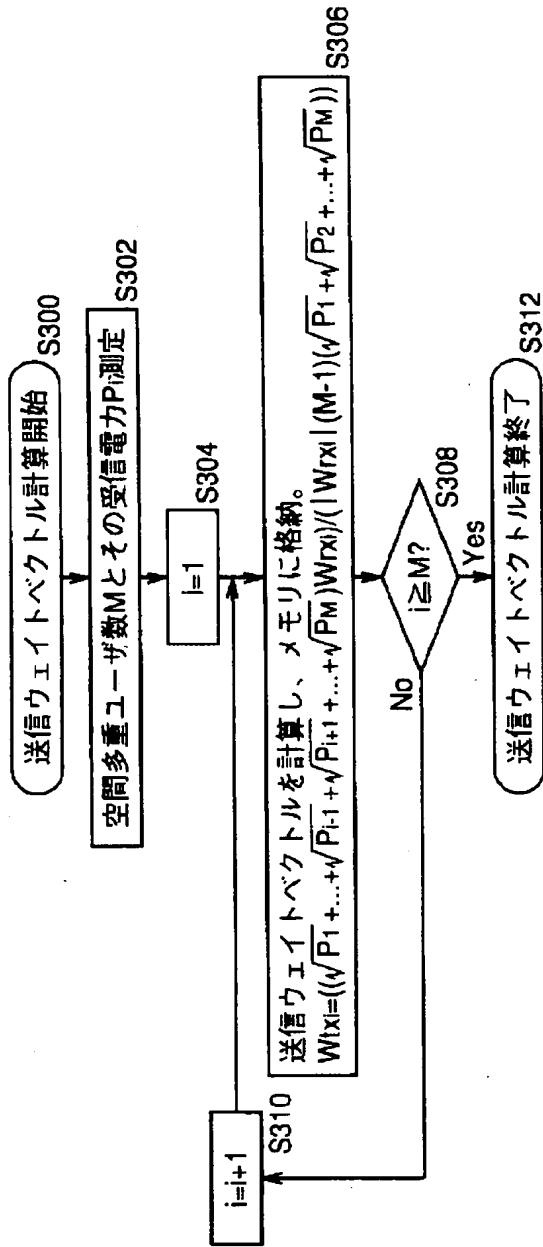 送信ウェイトベクトル計算開始
S300
空間多重ユーザ数Mとその受信電力Pi測定
S302
i=1
S304
送信ウェイトベクトルを計算し、メモリに格納。
Wtxi=((√P1+...+√Pi-1+√Pi+1+...+√PM)Wrxi)/(|Wrxi|(M-1)(√P1+√P2+...+√PM))
S306
i≧M?
S308
No
Yes
i=i+1
S310
送信ウェイトベクトル計算終了
S312